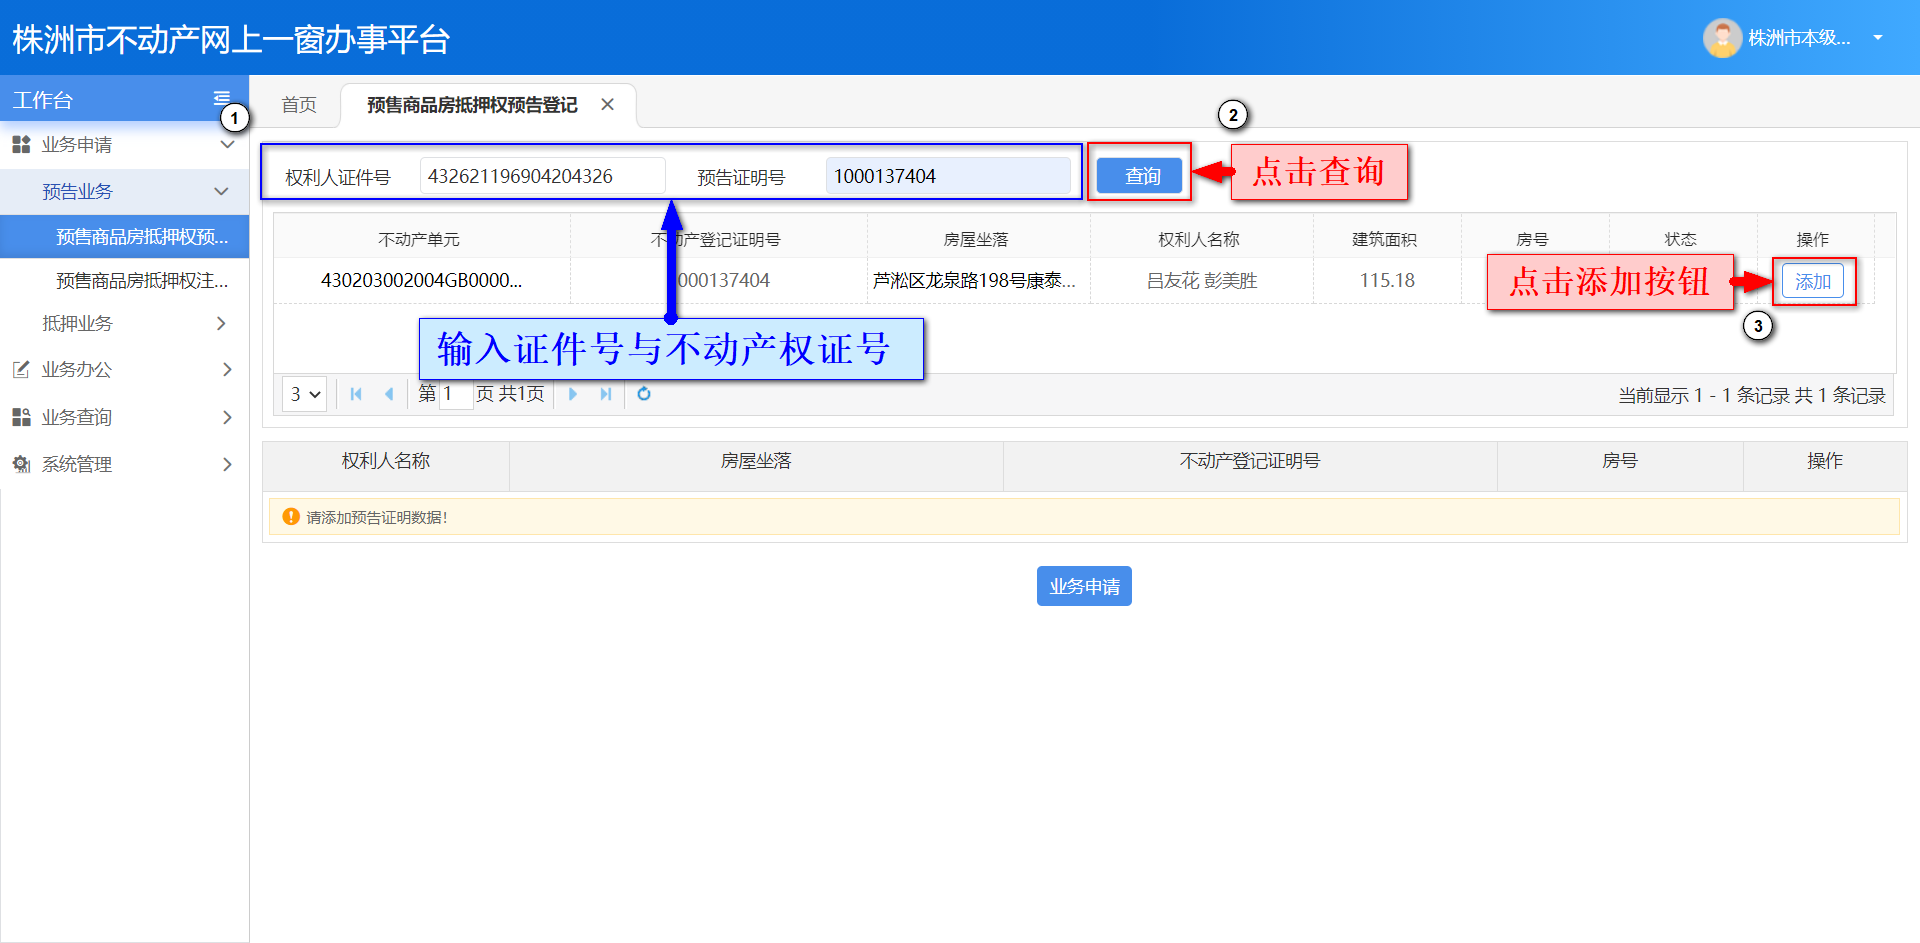 株洲市不动产网上一窗办事平台
株洲市本级...
工作台
首页
预售商品房抵押权预告登记
1
2
业务申请
预告业务
预售商品房抵押权预...
预售商品房抵押权注...
抵押业务
业务办公
业务查询
系统管理
权利人证件号 432621196904204326 预告证明号 1000137404 查询
点击查询
不动产单元 不动产登记证明号 房屋坐落 权利人名称 建筑面积 房号 状态 操作
430203002004GB0000... 000137404 芦淞区龙泉路198号康泰... 吕友花 彭美胜 115.18 添加
点击添加按钮
3
输入证件号与不动产权证号
3 第 1 页 共1页
当前显示 1 - 1 条记录 共 1 条记录
权利人名称 房屋坐落 不动产登记证明号 房号 操作
请添加预告证明数据!
业务申请